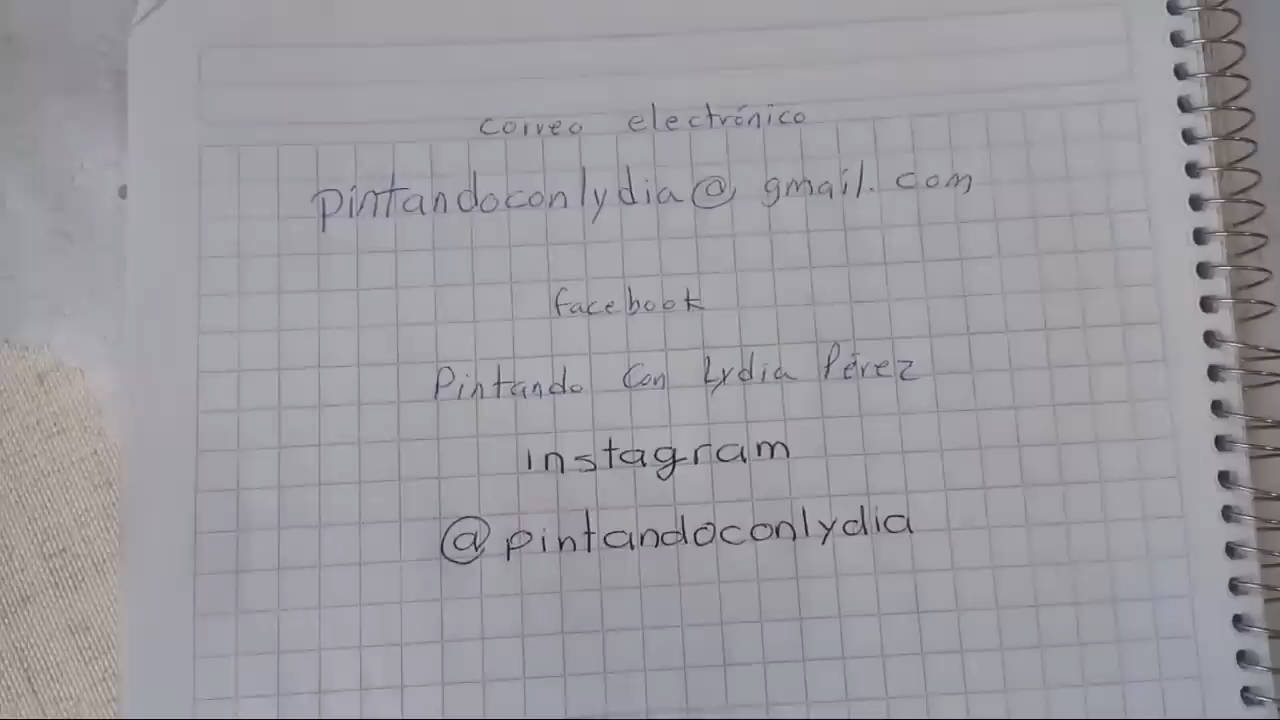 correo electrónico
pintandoconlydia@gmail.com
facebook
Pintando Con Lydia Pérez
instagram
@pintandoconlydia